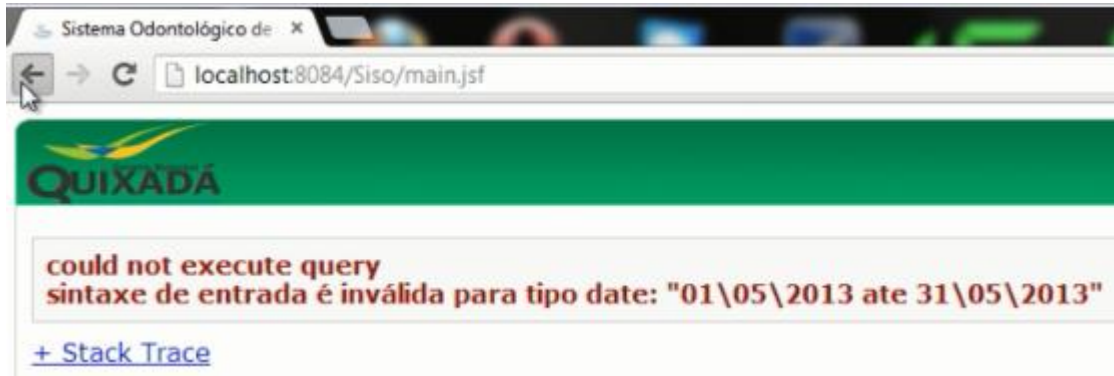 Sistema Odontológico de
localhost:8084/Siso/main.jsf
QUIXADÁ
could not execute query
sintaxe de entrada é inválida para tipo date: "01\05\2013 ate 31\05\2013"
+ Stack Trace